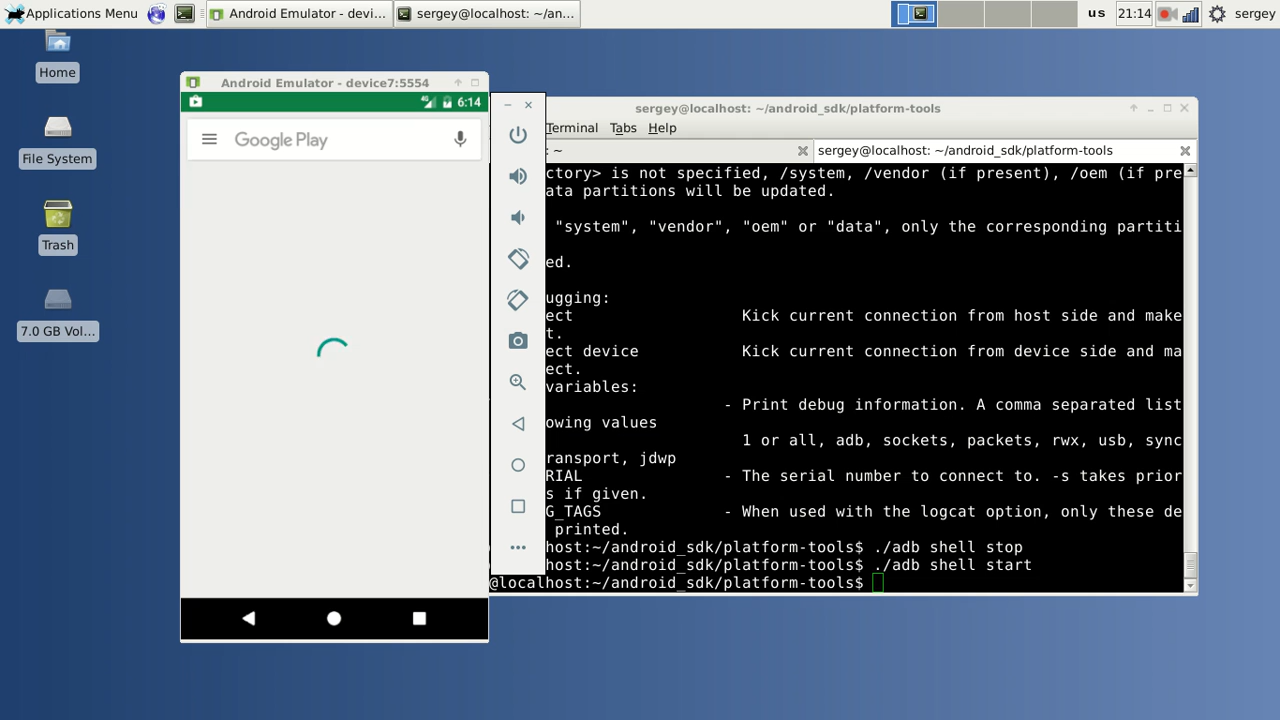 Applications Menu
Android Emulator - devi...
sergey@localhost: ~/an...
us
21:14
sergey
Home
File System
Trash
7.0 GB Vol...
Android Emulator - device7:5554
4G
6:14
Google Play
sergey@localhost: ~/android_sdk/platform-tools
Terminal Tabs Help
: ~
sergey@localhost: ~/android_sdk/platform-tools
ctory> is not specified, /system, /vendor (if present), /oem (if pre
ata partitions will be updated.
"system", "vendor", "oem" or "data", only the corresponding partiti
ed.
ugging:
ect Kick current connection from host side and make
t.
ect device Kick current connection from device side and ma
ect.
variables:
- Print debug information. A comma separated list
owing values
1 or all, adb, sockets, packets, rwx, usb, sync
ransport, jdwp
RIAL - The serial number to connect to. -s takes prior
s if given.
G_TAGS - When used with the logcat option, only these de
printed.
host:~/android_sdk/platform-tools$ ./adb shell stop
host:~/android_sdk/platform-tools$ ./adb shell start
@localhost:~/android_sdk/platform-tools$